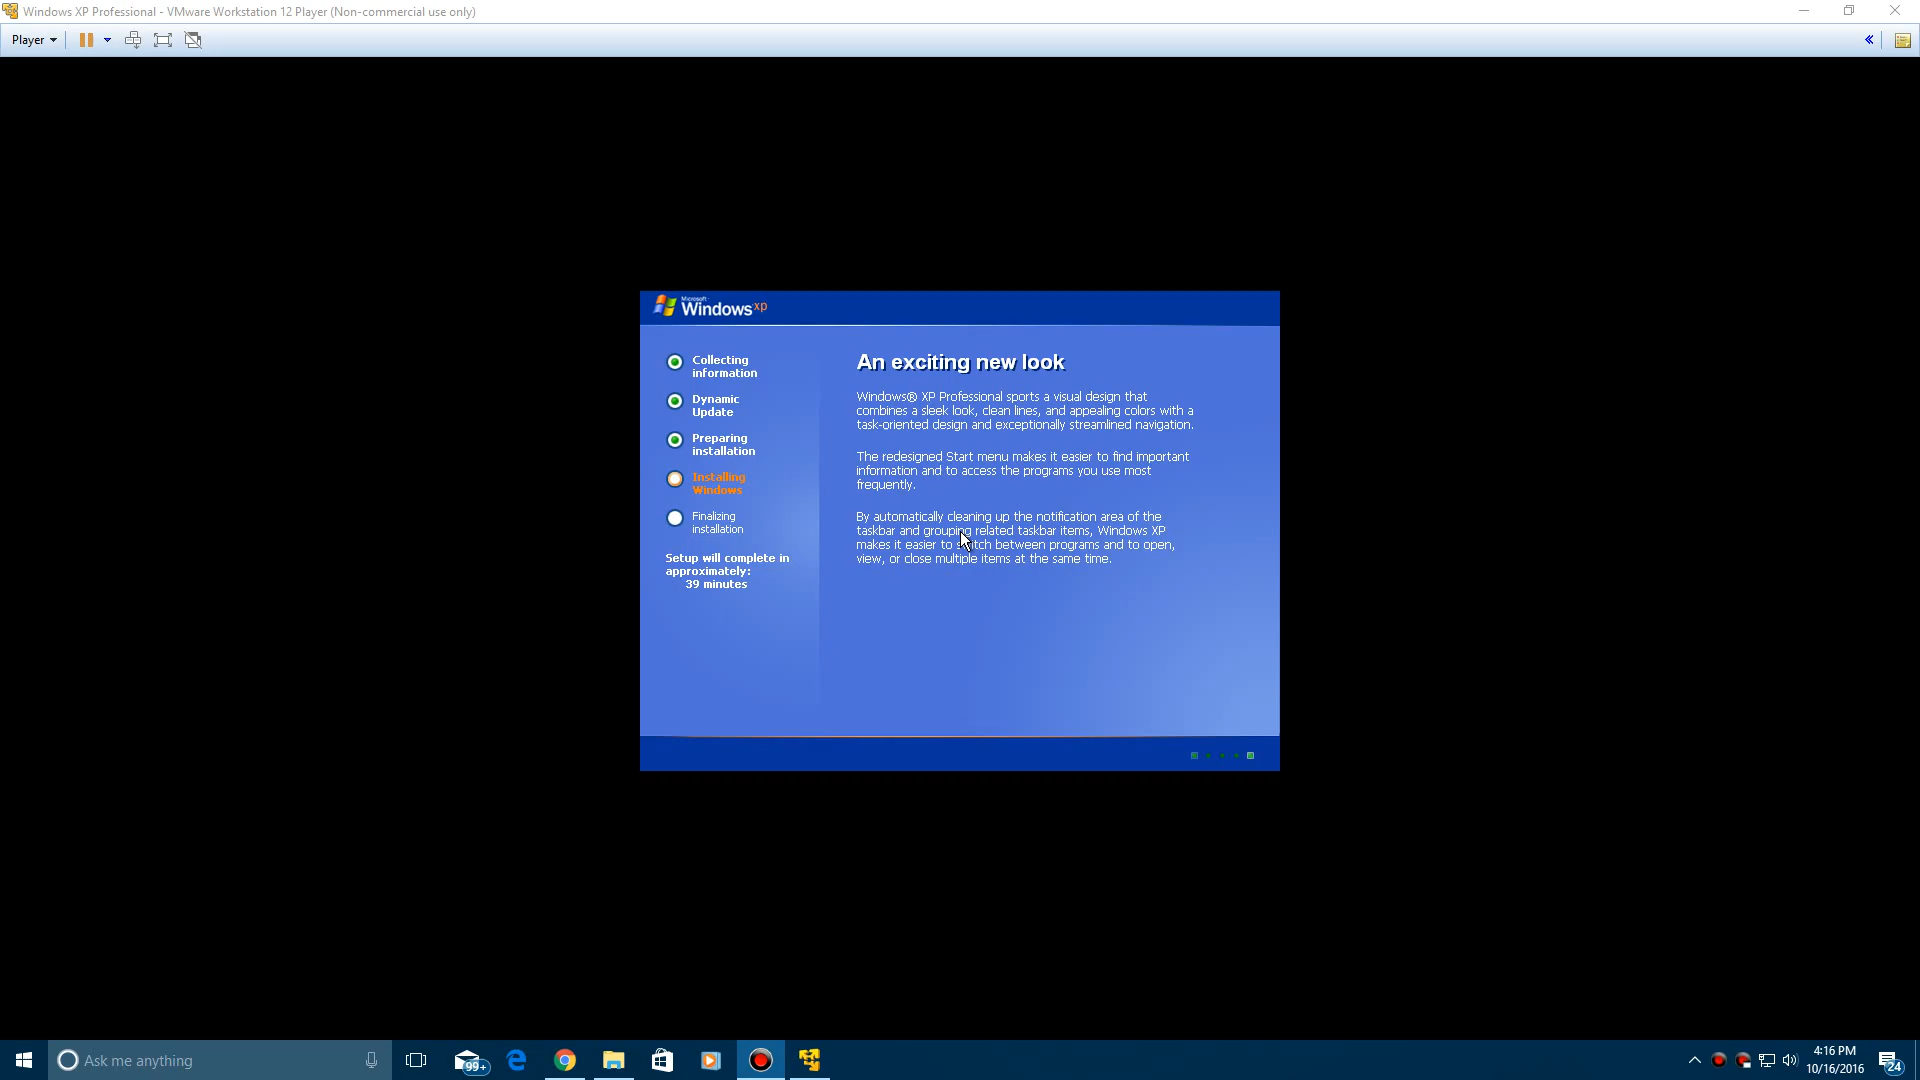 Windows XP Professional - VMware Workstation 12 Player (Non-commercial use only)
Player
Microsoft
Windows xp
Collecting
information
Dynamic
Update
Preparing
installation
Installing
Windows
Finalizing
installation
Setup will complete in
approximately:
39 minutes
An exciting new look
Windows® XP Professional sports a visual design that
combines a sleek look, clean lines, and appealing colors with a
task-oriented design and exceptionally streamlined navigation.
The redesigned Start menu makes it easier to find important
information and to access the programs you use most
frequently.
By automatically cleaning up the notification area of the
taskbar and grouping related taskbar items, Windows XP
makes it easier to switch between programs and to open,
view, or close multiple items at the same time.
Ask me anything
99+
4:16 PM
10/16/2016
24